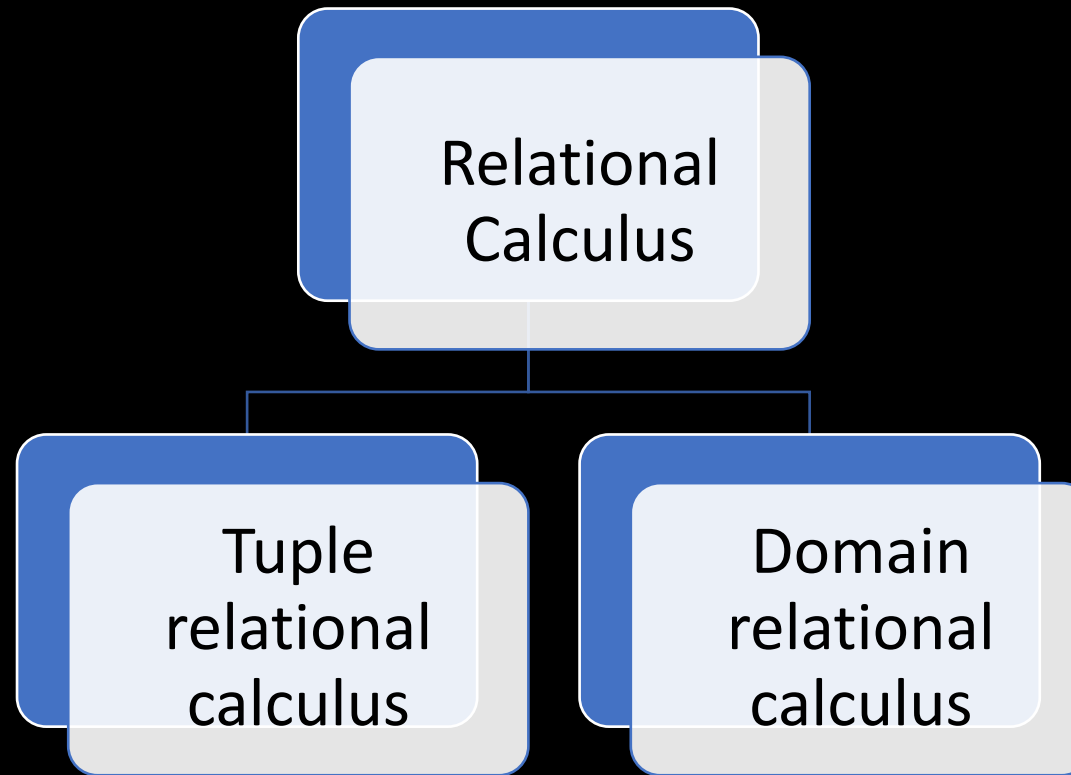 Relational
Calculus
Tuple
relational
calculus
Domain
relational
calculus